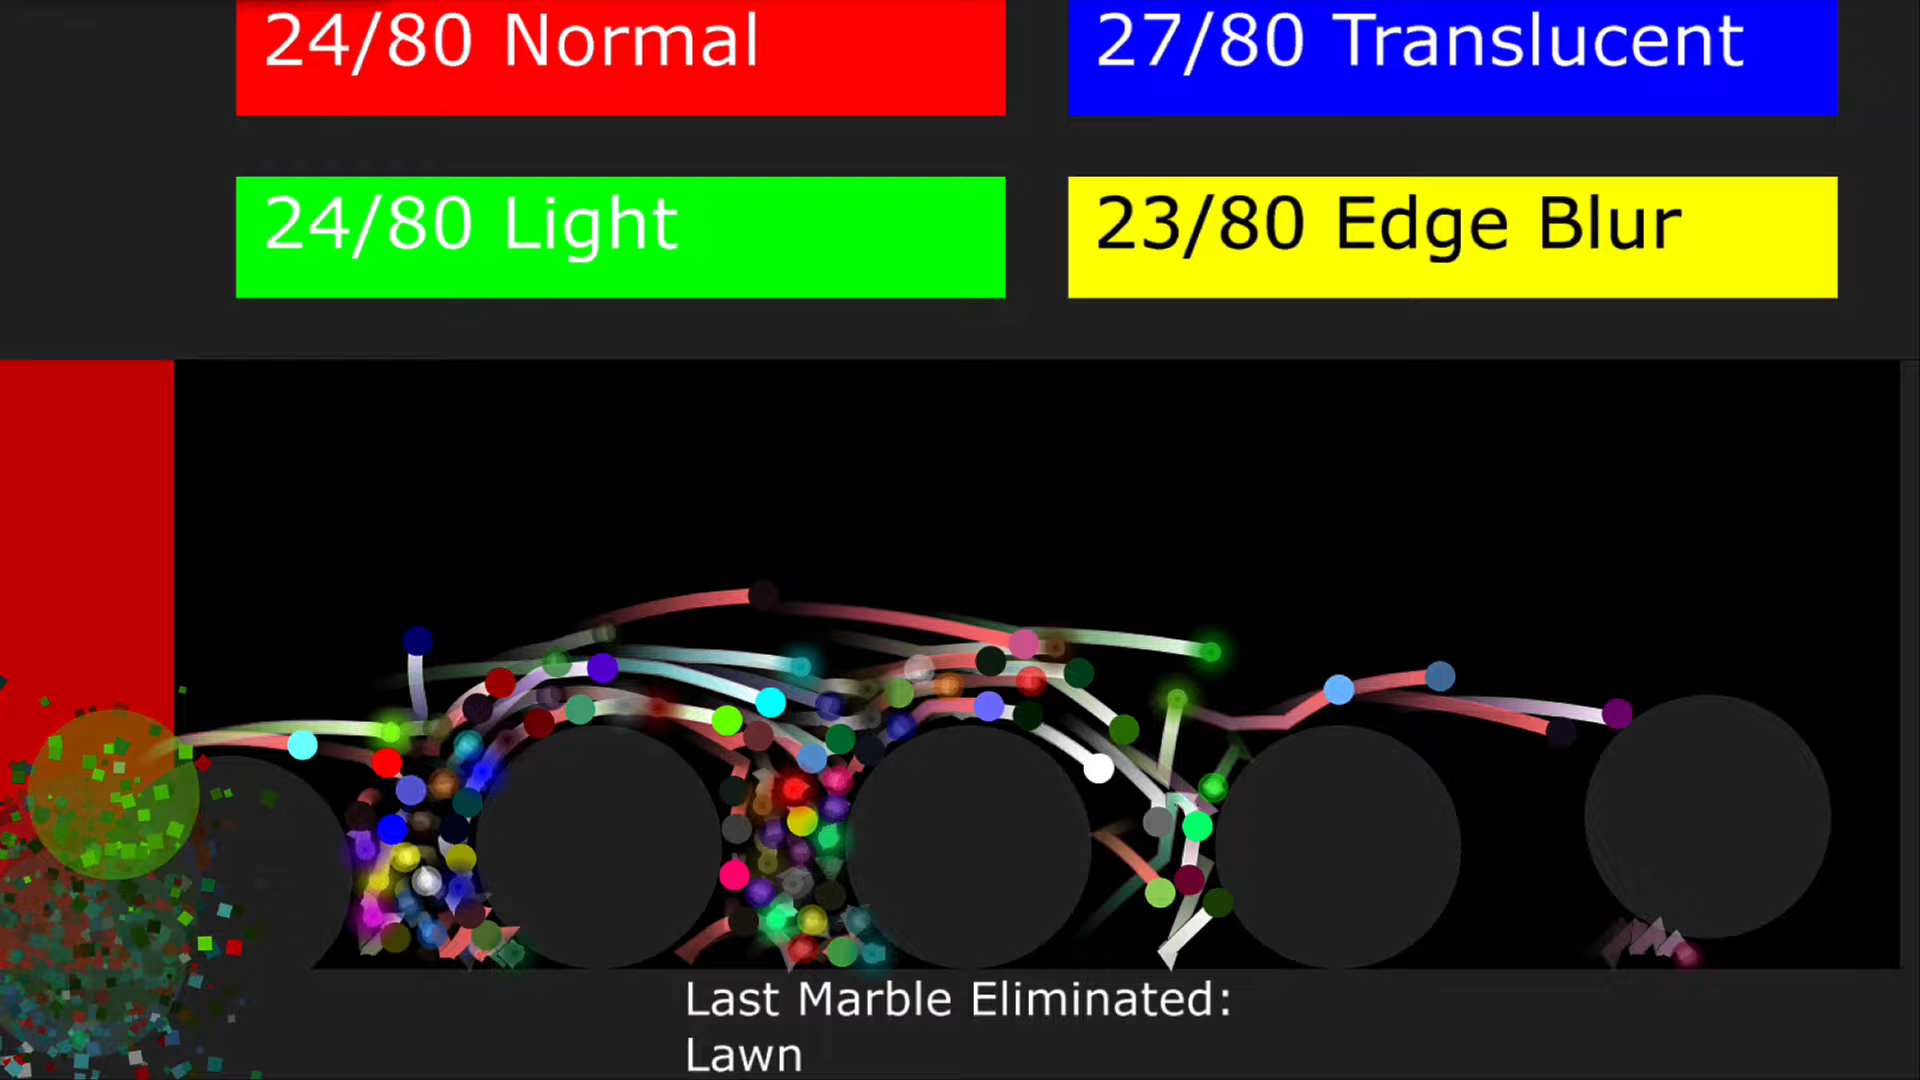 24/80 Normal
27/80 Translucent
24/80 Light
23/80 Edge Blur
Last Marble Eliminated:
Lawn